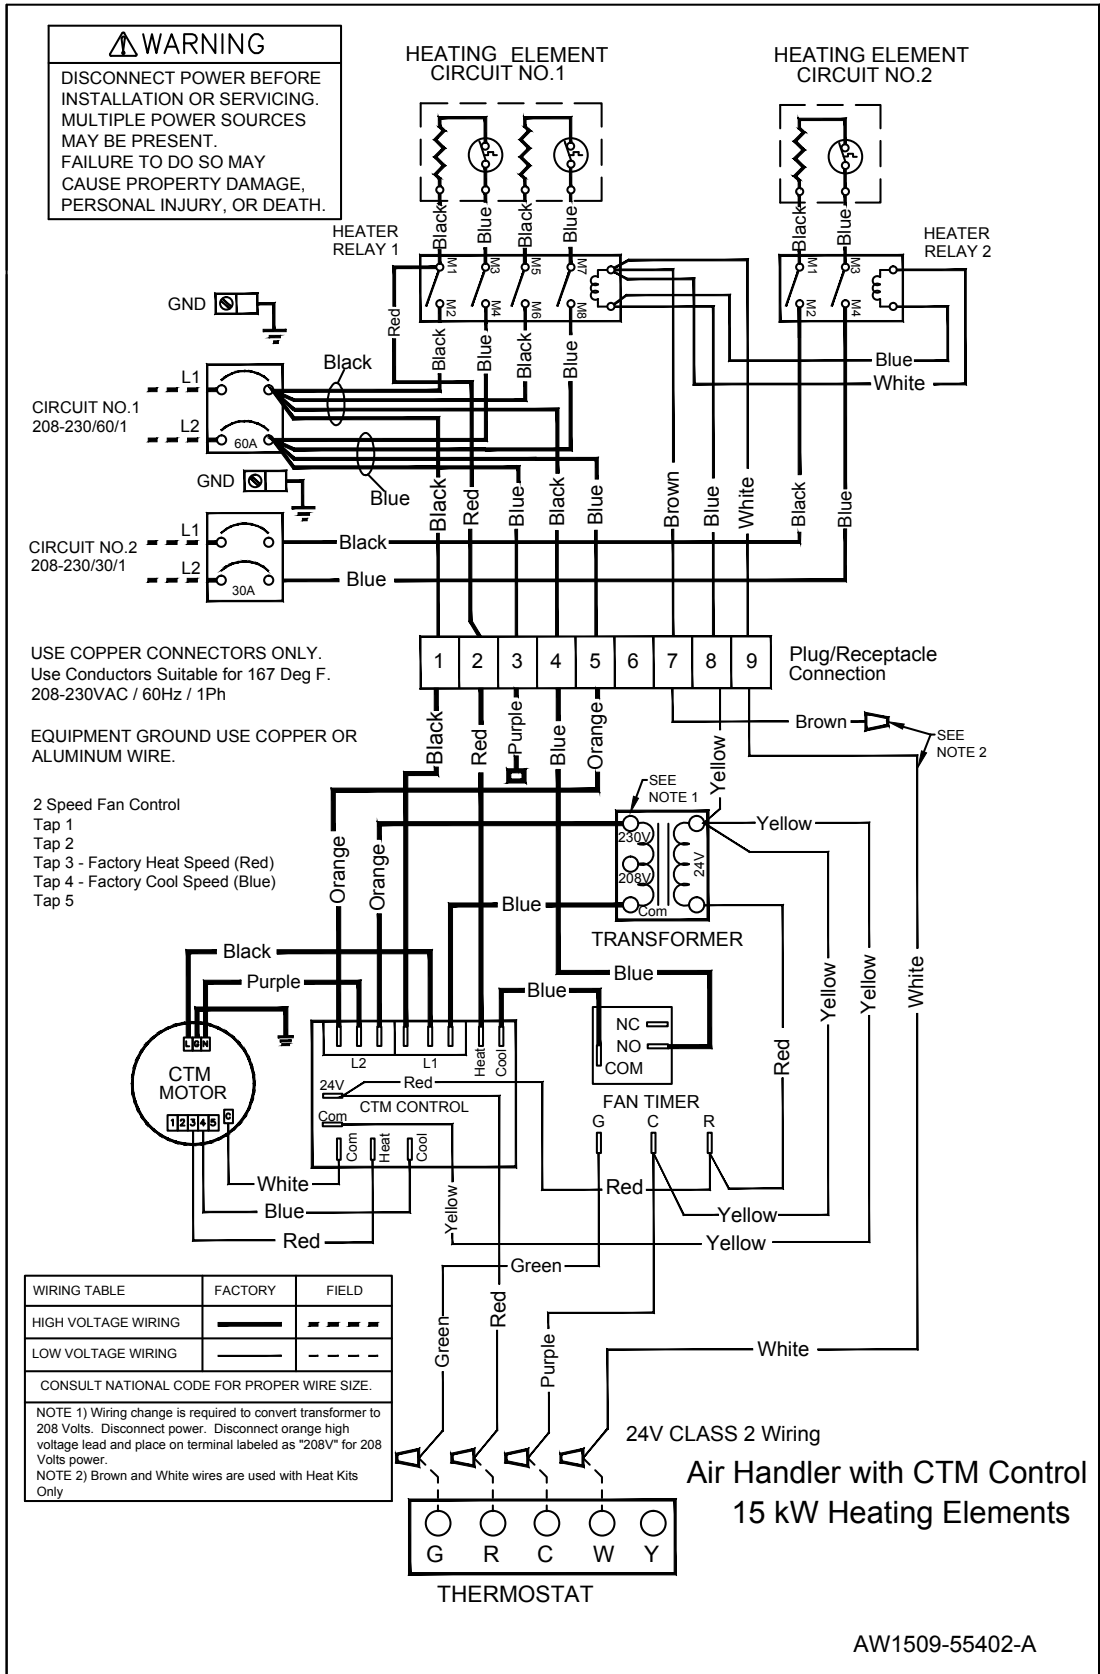 WARNING
DISCONNECT POWER BEFORE
INSTALLATION OR SERVICING.
MULTIPLE POWER SOURCES
MAY BE PRESENT.
FAILURE TO DO SO MAY
CAUSE PROPERTY DAMAGE,
PERSONAL INJURY, OR DEATH.
HEATING ELEMENT
CIRCUIT NO.1
HEATING ELEMENT
CIRCUIT NO.2
Black
Blue
Black
Blue
Black
Blue
HEATER
RELAY 1
M1
M3
M5
M7
M2
M4
M6
M8
HEATER
RELAY 2
M1
M3
M2
M4
GND
Red
Black
Blue
Black
Blue
Blue
White
L1
L2
60A
CIRCUIT NO.1
208-230/60/1
Black
Blue
GND
L1
L2
30A
CIRCUIT NO.2
208-230/30/1
Black
Blue
Black
Red
Blue
Black
Blue
Brown
Blue
White
Black
Blue
1
2
3
4
5
6
7
8
9
Plug/Receptacle
Connection
USE COPPER CONNECTORS ONLY.
Use Conductors Suitable for 167 Deg F.
208-230VAC / 60Hz / 1Ph
EQUIPMENT GROUND USE COPPER OR
ALUMINUM WIRE.
2 Speed Fan Control
Tap 1
Tap 2
Tap 3 - Factory Heat Speed (Red)
Tap 4 - Factory Cool Speed (Blue)
Tap 5
Black
Red
Purple
Blue
Orange
Yellow
Brown
SEE
NOTE 2
SEE
NOTE 1
230V
208V
Com
24V
TRANSFORMER
Yellow
Orange
Orange
Blue
Black
Purple
Blue
Blue
L
G
N
CTM
MOTOR
1
2
3
4
5
C
L2
L1
Heat
Cool
24V
Red
CTM CONTROL
Com
Com
Heat
Cool
NC
NO
COM
FAN TIMER
G
C
R
Red
Yellow
Yellow
White
White
Blue
Red
Yellow
Red
Yellow
Yellow
Green
Green
Red
Purple
White
WIRING TABLE
FACTORY
FIELD
HIGH VOLTAGE WIRING
LOW VOLTAGE WIRING
CONSULT NATIONAL CODE FOR PROPER WIRE SIZE.
NOTE 1) Wiring change is required to convert transformer to
208 Volts. Disconnect power. Disconnect orange high
voltage lead and place on terminal labeled as "208V" for 208
Volts power.
NOTE 2) Brown and White wires are used with Heat Kits
Only
24V CLASS 2 Wiring
Air Handler with CTM Control
15 kW Heating Elements
G
R
C
W
Y
THERMOSTAT
AW1509-55402-A